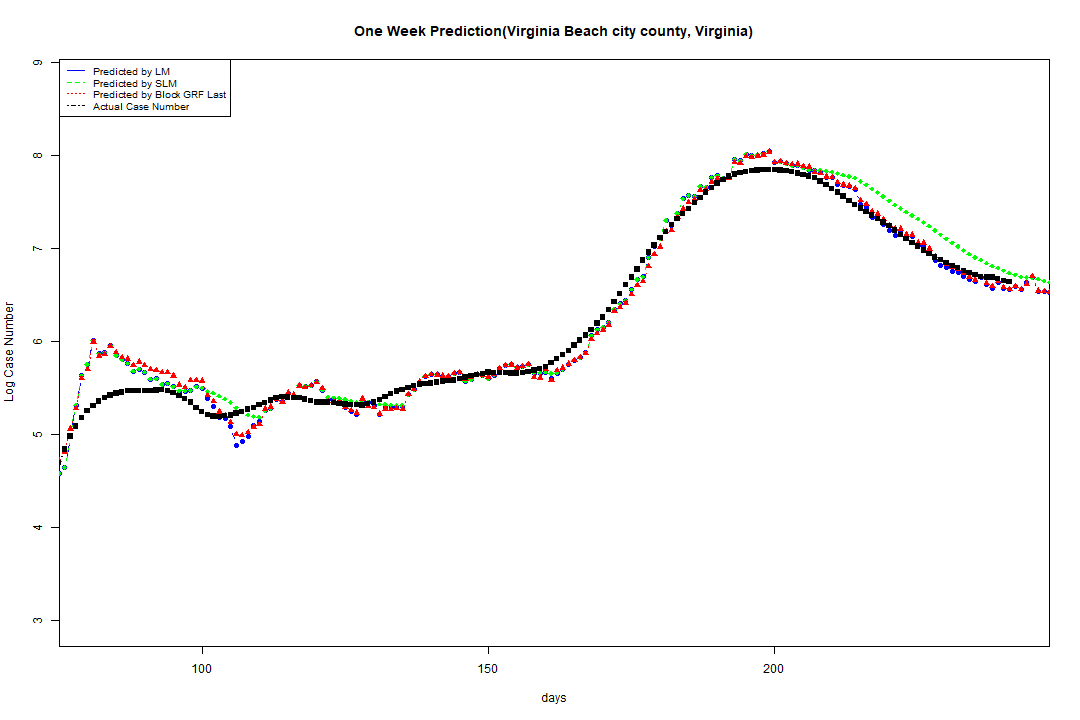 One Week Prediction(Virginia Beach city county, Virginia)
Predicted by LM
Predicted by SLM
Predicted by Block GRF Last
Actual Case Number
Log Case Number
9
8
7
6
5
4
3
100 150 200
days